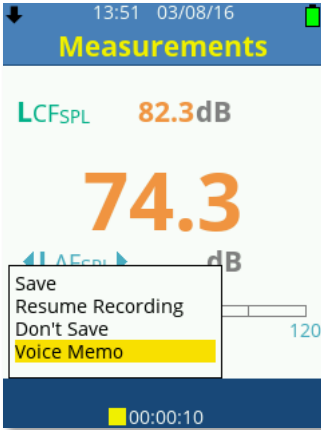 13:51 03/08/16
Measurements
LCFSPL 82.3dB
74.3
LAFSPL dB
Save
Resume Recording
Don't Save
Voice Memo
120
00:00:10